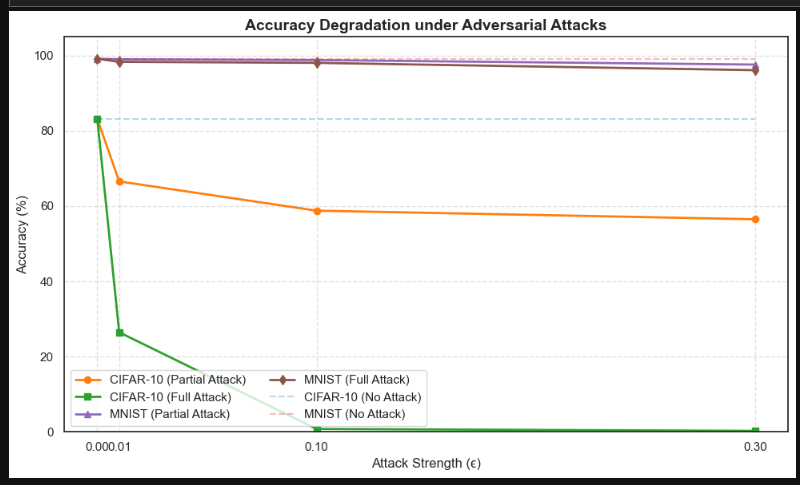 Accuracy Degradation under Adversarial Attacks
100
80
60
40
20
0
Accuracy (%)
CIFAR-10 (Partial Attack)
CIFAR-10 (Full Attack)
MNIST (Partial Attack)
MNIST (Full Attack)
CIFAR-10 (No Attack)
MNIST (No Attack)
0.000.01 0.10 0.30
Attack Strength (ϵ)